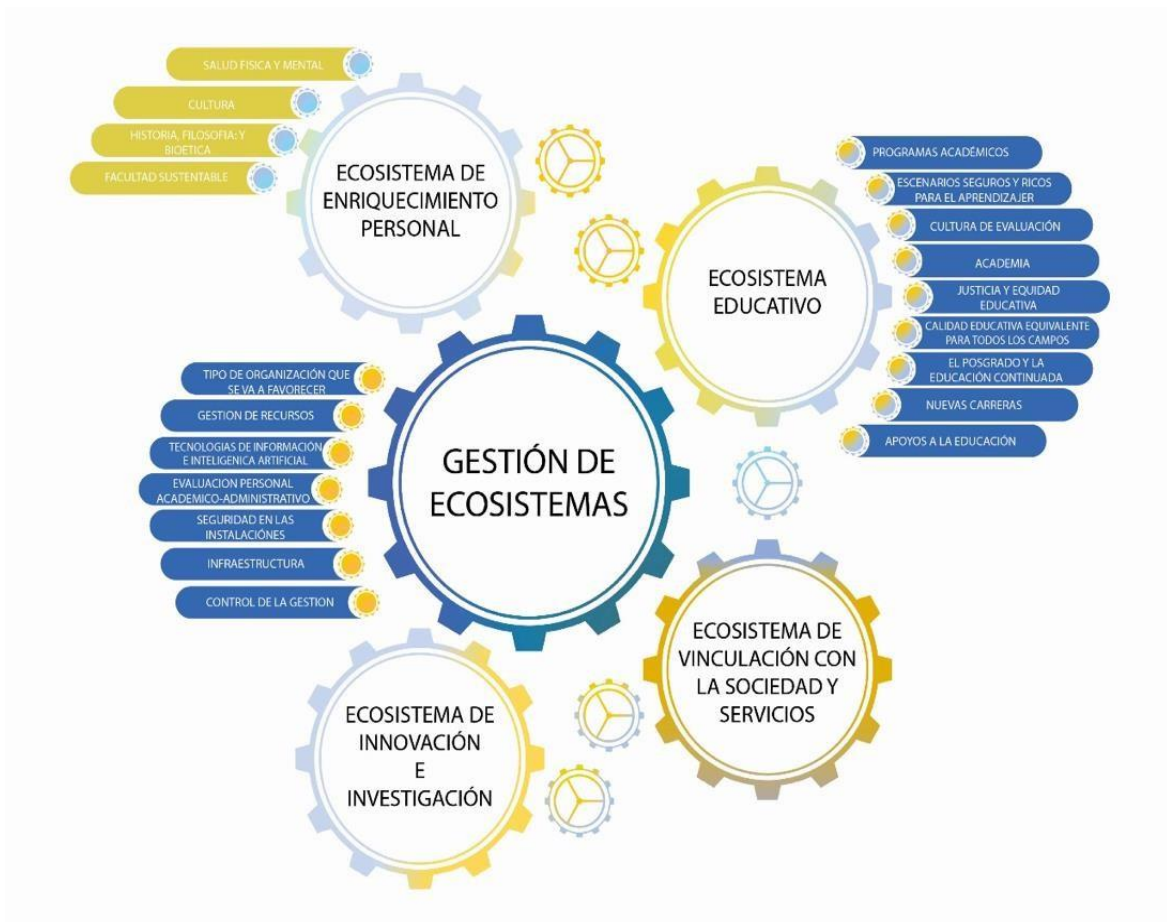 SALUD FISICA Y MENTAL
CULTURA
HISTORIA, FILOSOFIA: Y
BIOETICA
FACULTAD SUSTENTABLE
ECOSISTEMA DE
ENRIQUECIMIENTO
PERSONAL
PROGRAMAS ACADÉMICOS
ESCENARIOS SEGUROS Y RICOS
PARA EL APRENDIZAJER
CULTURA DE EVALUACIÓN
ACADEMIA
JUSTICIA Y EQUIDAD
EDUCATIVA
CALIDAD EDUCATIVA EQUIVALENTE
PARA TODOS LOS CAMPOS
EL POSGRADO Y LA
EDUCACIÓN CONTINUADA
NUEVAS CARRERAS
APOYOS A LA EDUCACIÓN
ECOSISTEMA
EDUCATIVO
TIPO DE ORGANIZACIÓN QUE
SE VA A FAVORECER
GESTION DE RECURSOS
TECNOLOGIAS DE INFORMACIÓN
E INTELIGENICA ARTIFICIAL
EVALUACION PERSONAL
ACADEMICO-ADMINISTRATIVO
SEGURIDAD EN LAS
INSTALACIÓNES
INFRAESTRUCTURA
CONTROL DE LA GESTION
GESTIÓN DE
ECOSISTEMAS
ECOSISTEMA DE
VINCULACIÓN CON
LA SOCIEDAD Y
SERVICIOS
ECOSISTEMA DE
INNOVACIÓN
E
INVESTIGACIÓN